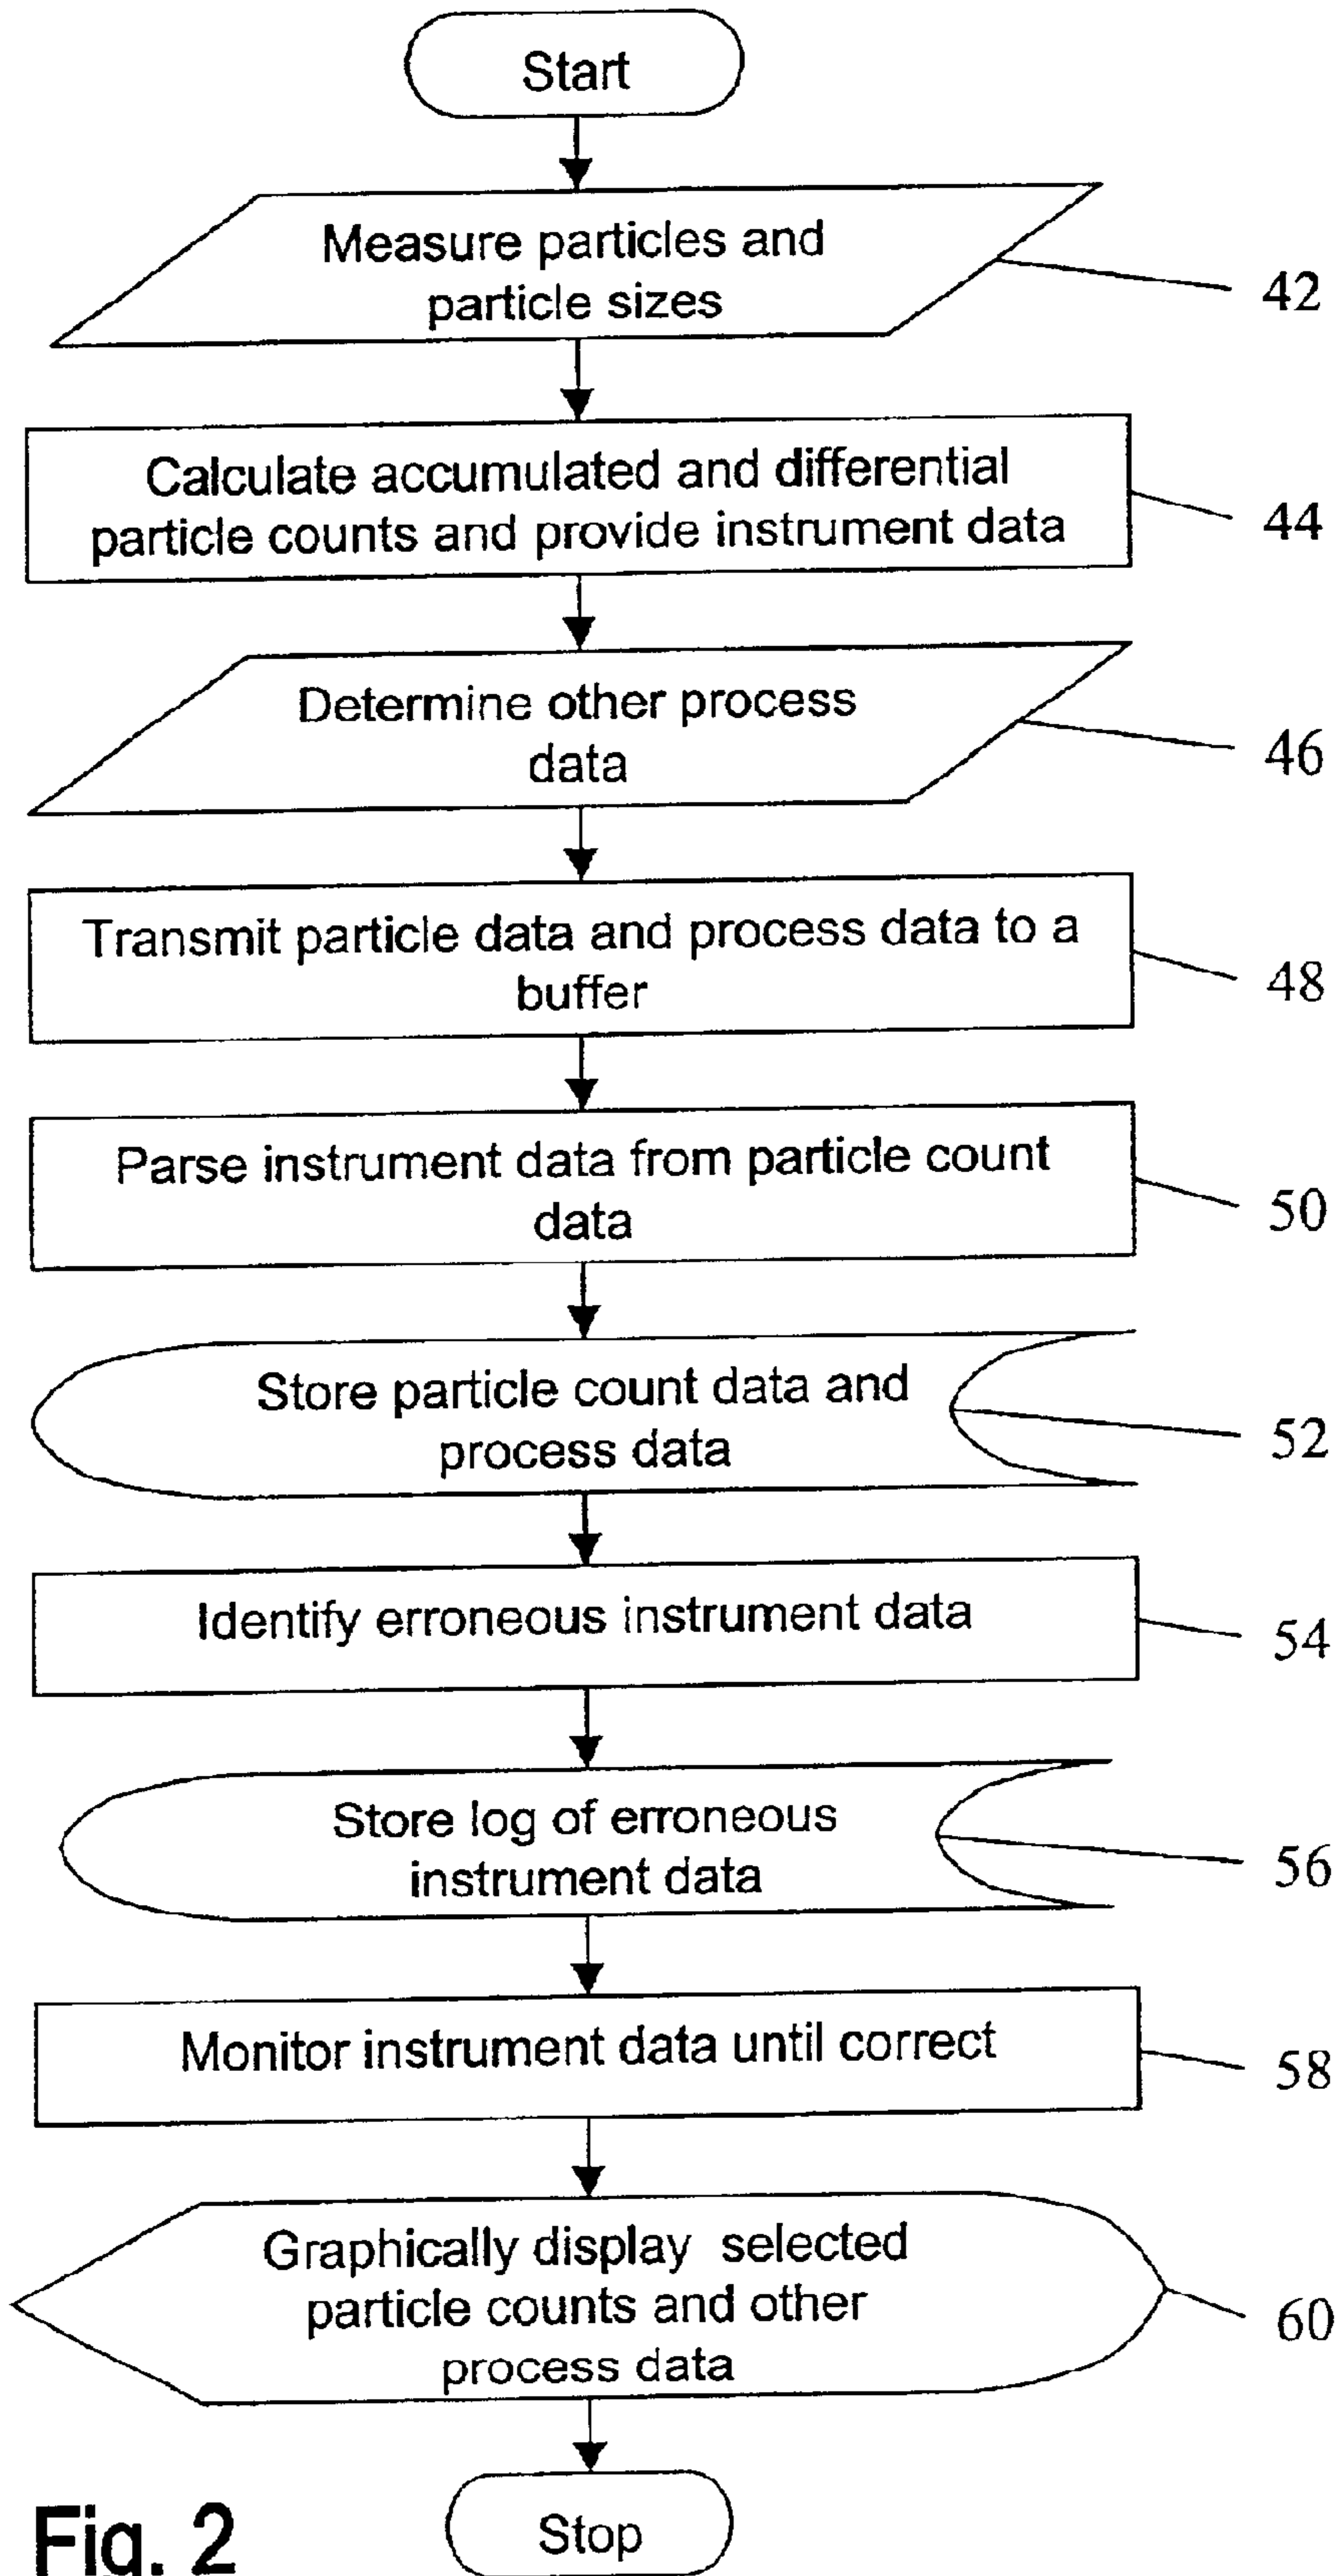 Start
Measure particles and
particle sizes
42
Calculate accumulated and differential
particle counts and provide instrument data
44
Determine other process
data
46
Transmit particle data and process data to a
buffer
48
Parse instrument data from particle count
data
50
Store particle count data and
process data
52
Identify erroneous instrument data
54
Store log of erroneous
instrument data
56
Monitor instrument data until correct
58
Graphically display selected
particle counts and other
process data
60
Stop
Fig. 2